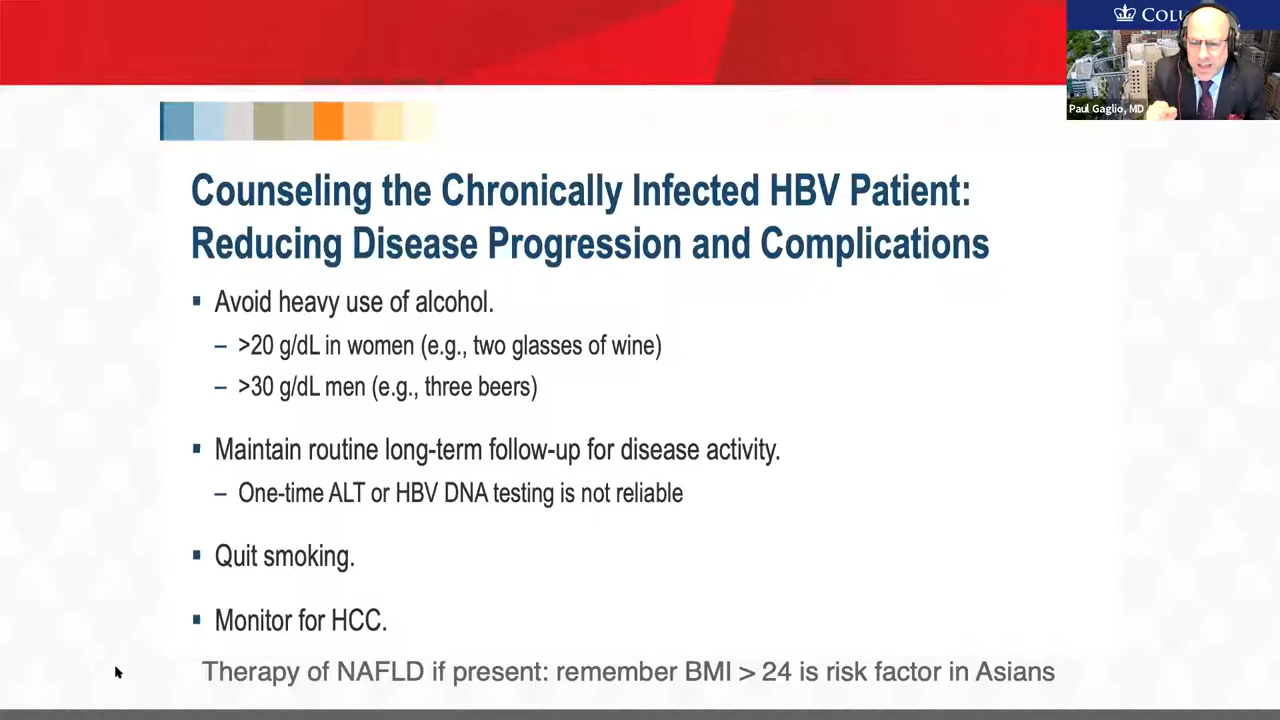 Paul Gaglio, MD
Counseling the Chronically Infected HBV Patient:
Reducing Disease Progression and Complications
▪ Avoid heavy use of alcohol.
– >20 g/dL in women (e.g., two glasses of wine)
– >30 g/dL men (e.g., three beers)
▪ Maintain routine long-term follow-up for disease activity.
– One-time ALT or HBV DNA testing is not reliable
▪ Quit smoking.
▪ Monitor for HCC.
Therapy of NAFLD if present: remember BMI > 24 is risk factor in Asians